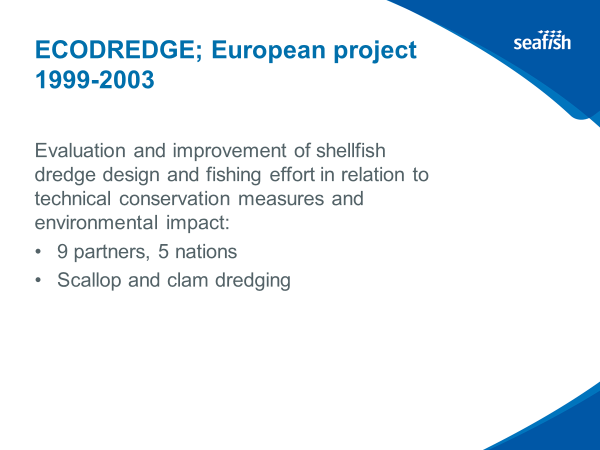 seafish
ECODREDGE; European project
1999-2003
Evaluation and improvement of shellfish
dredge design and fishing effort in relation to
technical conservation measures and
environmental impact:
• 9 partners, 5 nations
• Scallop and clam dredging